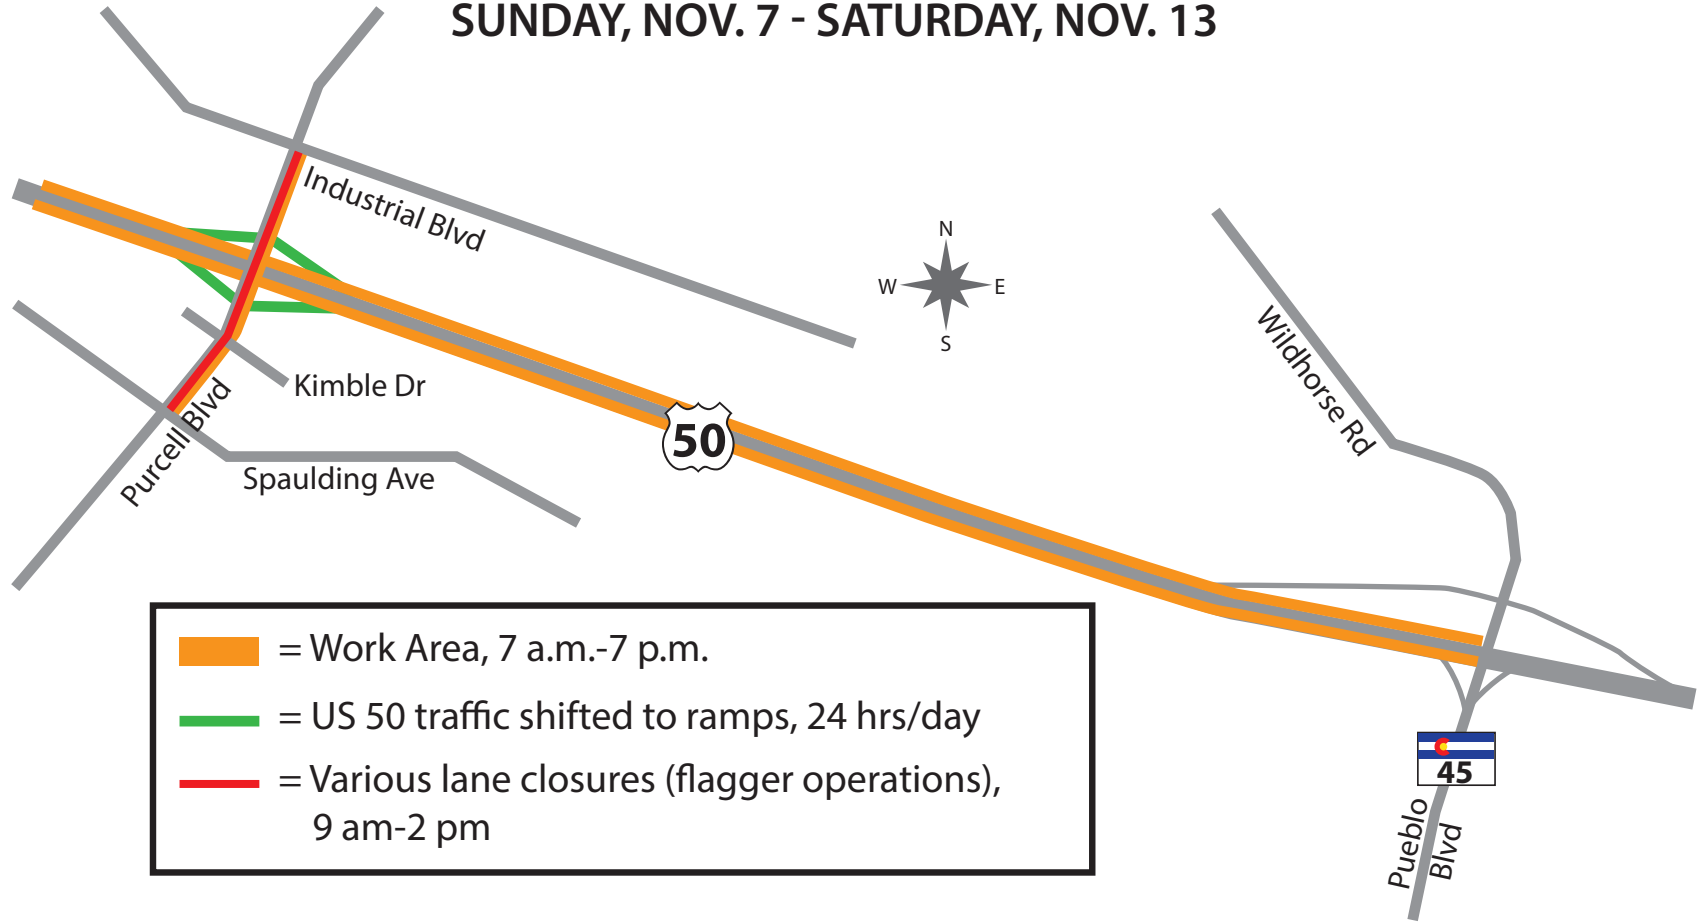 SUNDAY, NOV. 7 - SATURDAY, NOV. 13
Industrial Blvd
N
W
E
S
Wildhorse Rd
Kimble Dr
Purcell Blvd
50
Spaulding Ave
= Work Area, 7 a.m.-7 p.m.
= US 50 traffic shifted to ramps, 24 hrs/day
= Various lane closures (flagger operations),
9 am-2 pm
45
Pueblo
Blvd